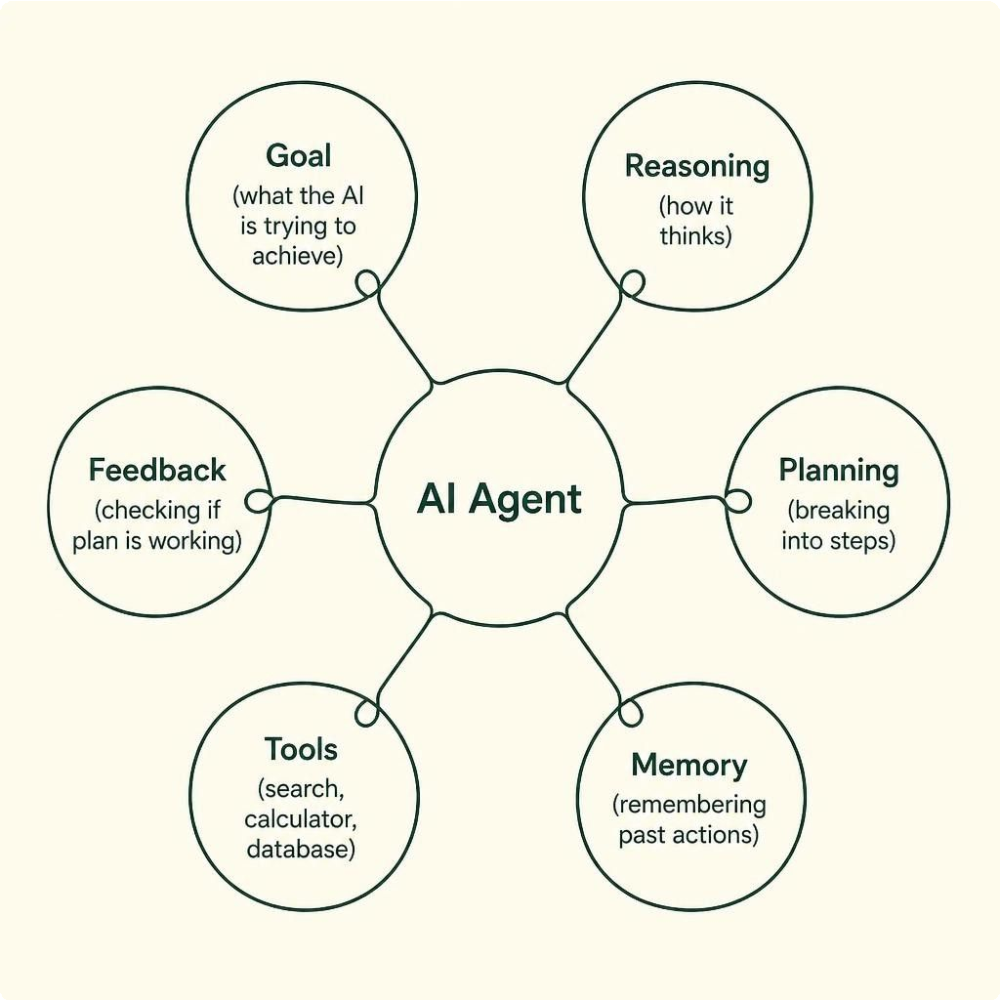 Goal
(what the AI
is trying to
achieve)
Reasoning
(how it
thinks)
Feedback
(checking if
plan is working)
AI Agent
Planning
(breaking
into steps)
Tools
(search,
calculator,
database)
Memory
(remembering
past actions)